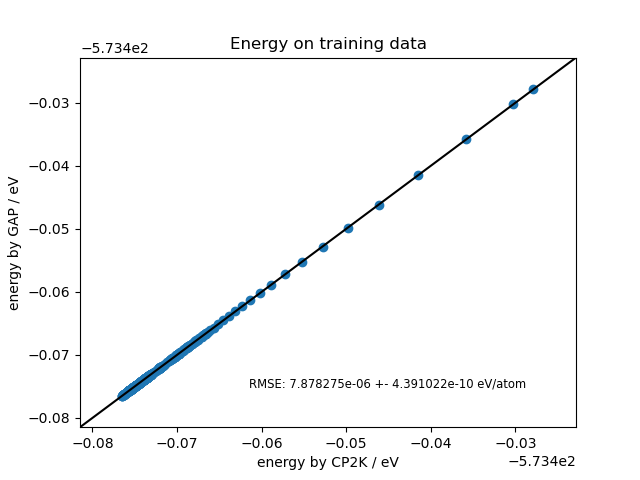 Energy on training data
−5.734e2
−0.03
−0.04
−0.05
−0.06
−0.07
−0.08
energy by GAP / eV
RMSE: 7.878275e-06 +- 4.391022e-10 eV/atom
−0.08 −0.07 −0.06 −0.05 −0.04 −0.03
energy by CP2K / eV
−5.734e2